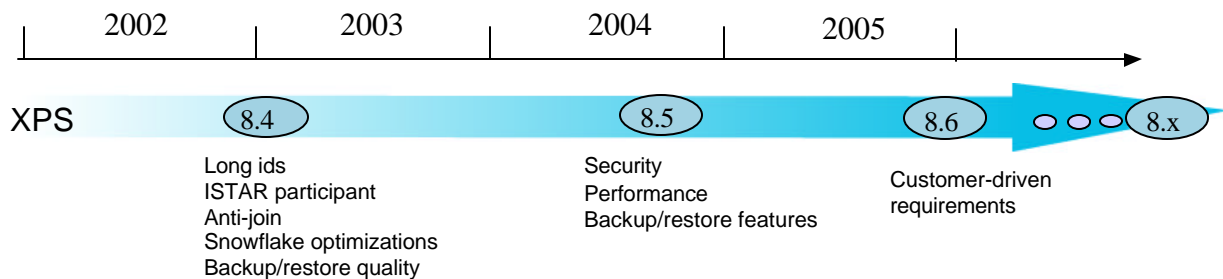 2002 2003 2004 2005
XPS 8.4 8.5 8.6 8.x
Long ids
ISTAR participant
Anti-join
Snowflake optimizations
Backup/restore quality
Security
Performance
Backup/restore features
Customer-driven
requirements